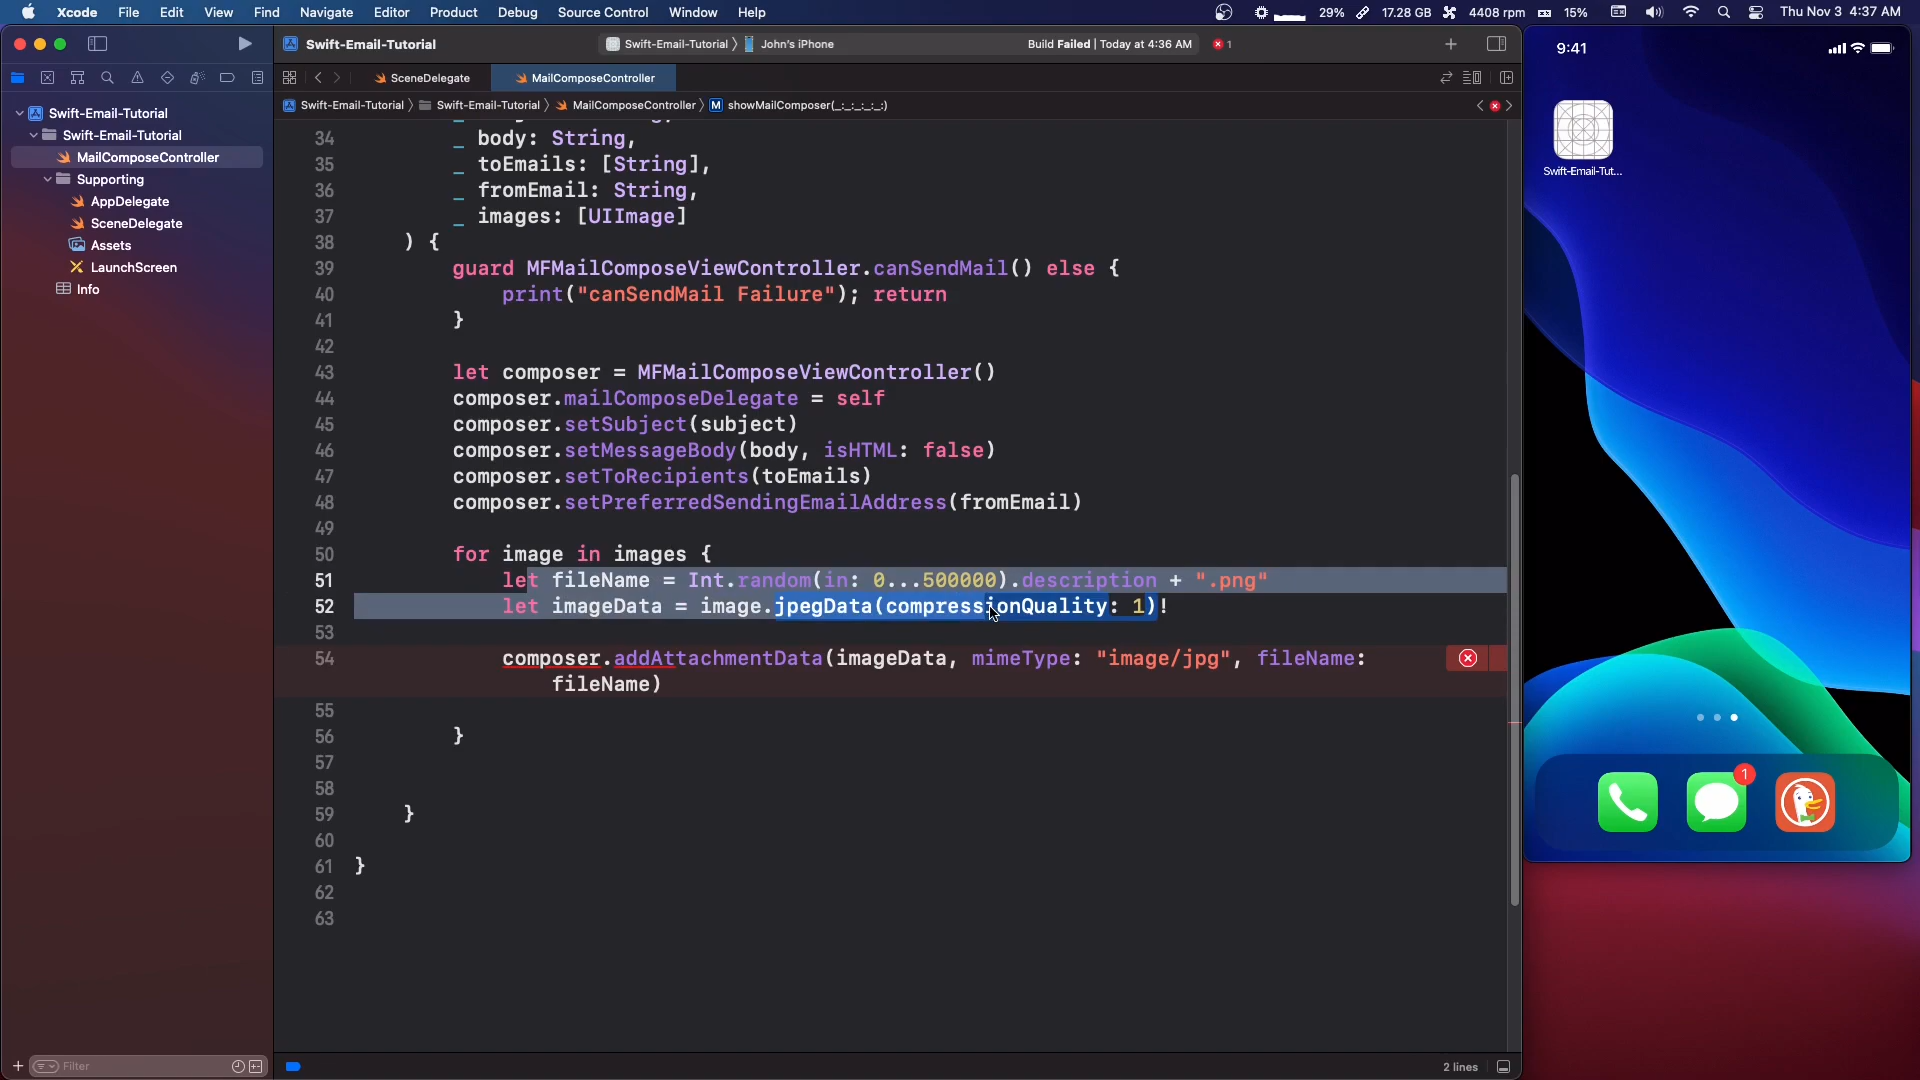 Xcode File Edit View Find Navigate Editor Product Debug Source Control Window Help 29% 17.28 GB 4408 rpm 15% Thu Nov 3 4:37 AM
Swift-Email-Tutorial Swift-Email-Tutorial 〉 John's iPhone Build Failed | Today at 4:36 AM 1
SceneDelegate MailComposeController
Swift-Email-Tutorial 〉 Swift-Email-Tutorial 〉 MailComposeController 〉 M showMailComposer(_:_:_:_:_:)
Swift-Email-Tutorial
Swift-Email-Tutorial
MailComposeController
Supporting
AppDelegate
SceneDelegate
Assets
LaunchScreen
Info
Filter
34 _ body: String,
35 _ toEmails: [String],
36 _ fromEmail: String,
37 _ images: [UIImage]
38 ) {
39 guard MFMailComposeViewController.canSendMail() else {
40 print("canSendMail Failure"); return
41 }
42
43 let composer = MFMailComposeViewController()
44 composer.mailComposeDelegate = self
45 composer.setSubject(subject)
46 composer.setMessageBody(body, isHTML: false)
47 composer.setToRecipients(toEmails)
48 composer.setPreferredSendingEmailAddress(fromEmail)
49
50 for image in images {
51 let fileName = Int.random(in: 0...500000).description + ".png"
52 let imageData = image.jpegData(compressionQuality: 1)!
53
54 composer.addAttachmentData(imageData, mimeType: "image/jpg", fileName:
fileName)
55
56 }
57
58
59 }
60
61 }
62
63
2 lines
9:41
Swift-Email-Tut...
1